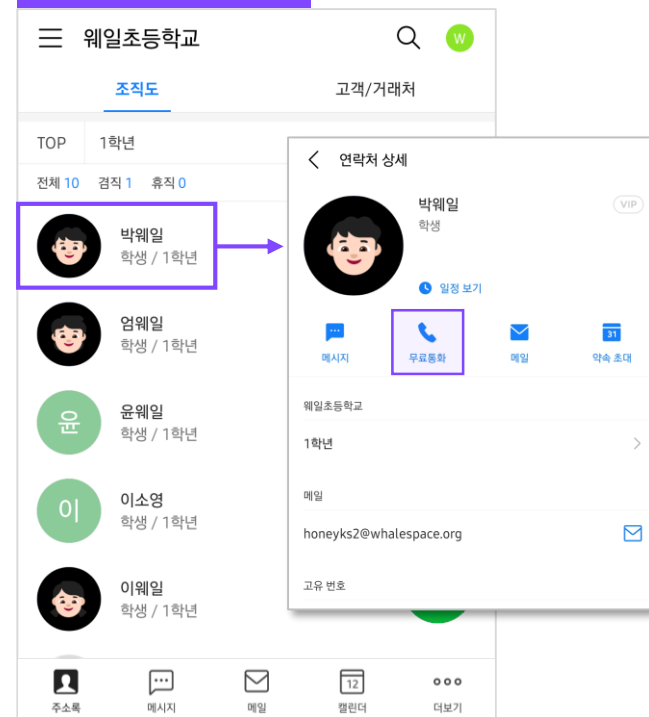 웨일초등학교
W
조직도
고객/거래처
TOP 1학년
전체 10 겸직 1 휴직 0
박웨일
학생 / 1학년
엄웨일
학생 / 1학년
윤
윤웨일
학생 / 1학년
이
이소영
학생 / 1학년
이웨일
학생 / 1학년
주소록
메시지
메일
12
캘린더
더보기
연락처 상세
박웨일
VIP
학생
일정 보기
메시지
무료통화
메일
31
약속 초대
웨일초등학교
1학년
메일
honeyks2@whalespace.org
고유 번호